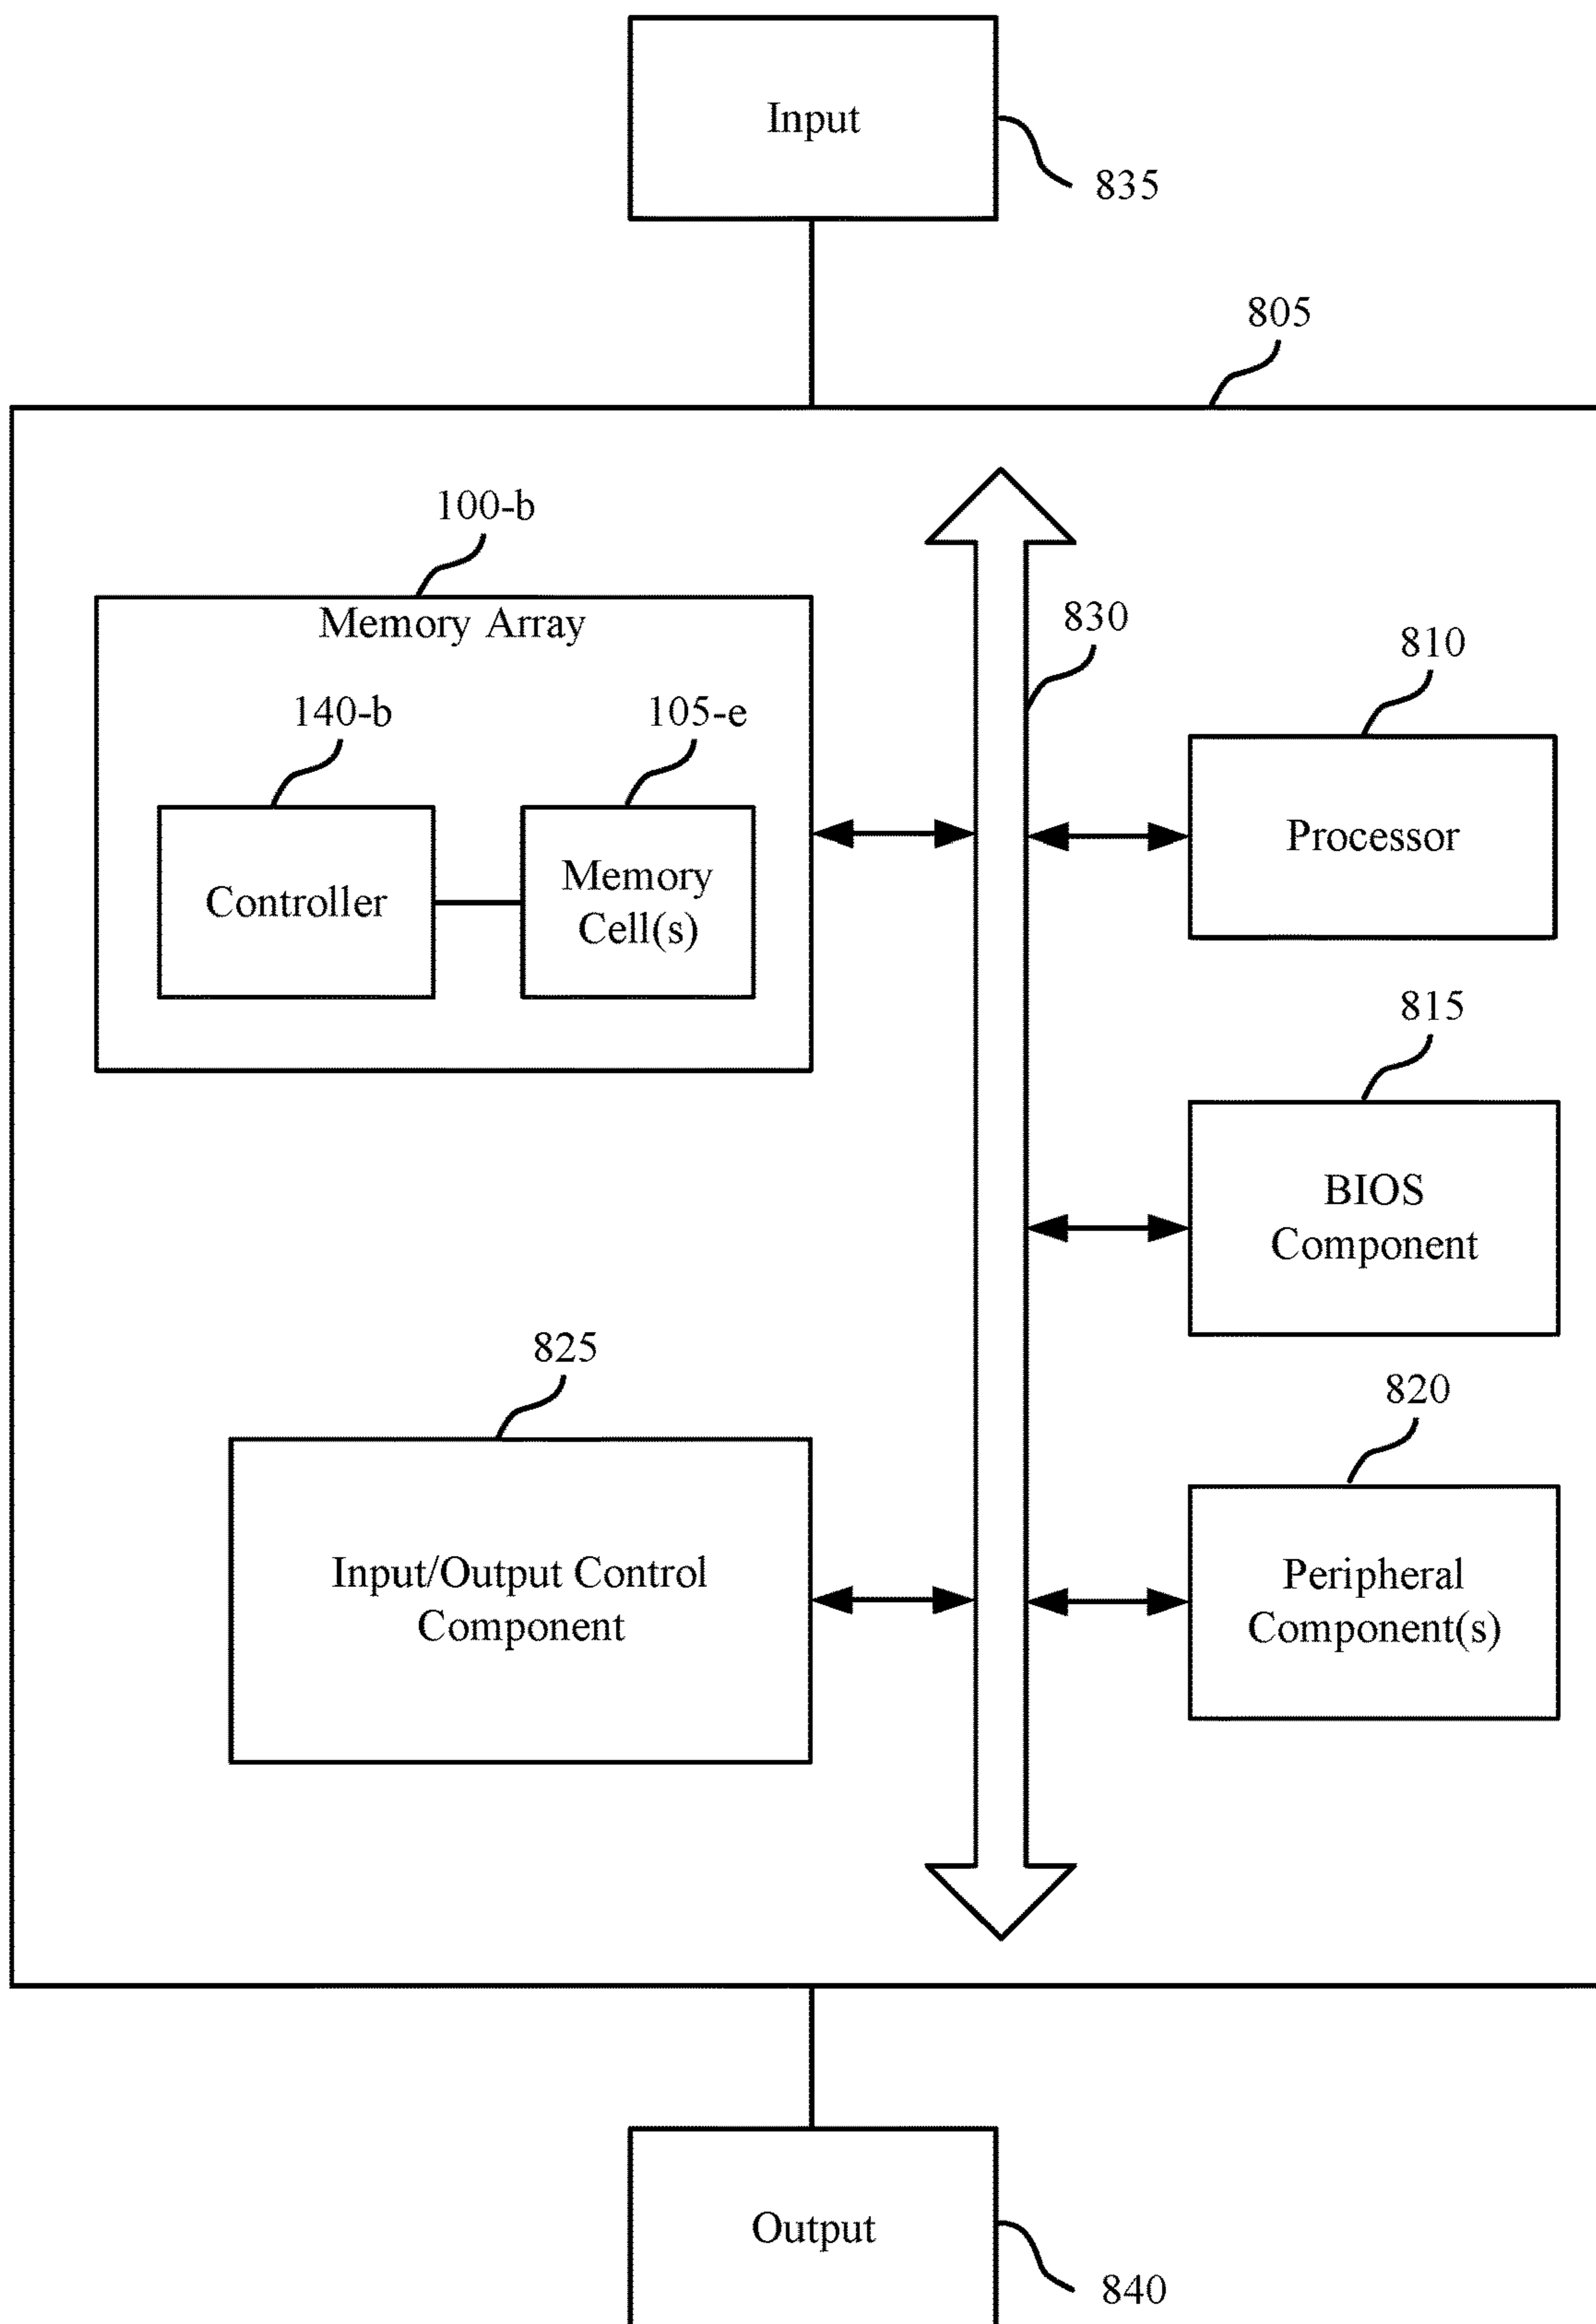 Input
835
805
100-b
Memory Array
830
810
140-b
105-e
Processor
Controller
Memory
Cell(s)
815
BIOS
Component
825
820
Input/Output Control
Component
Peripheral
Component(s)
Output
840